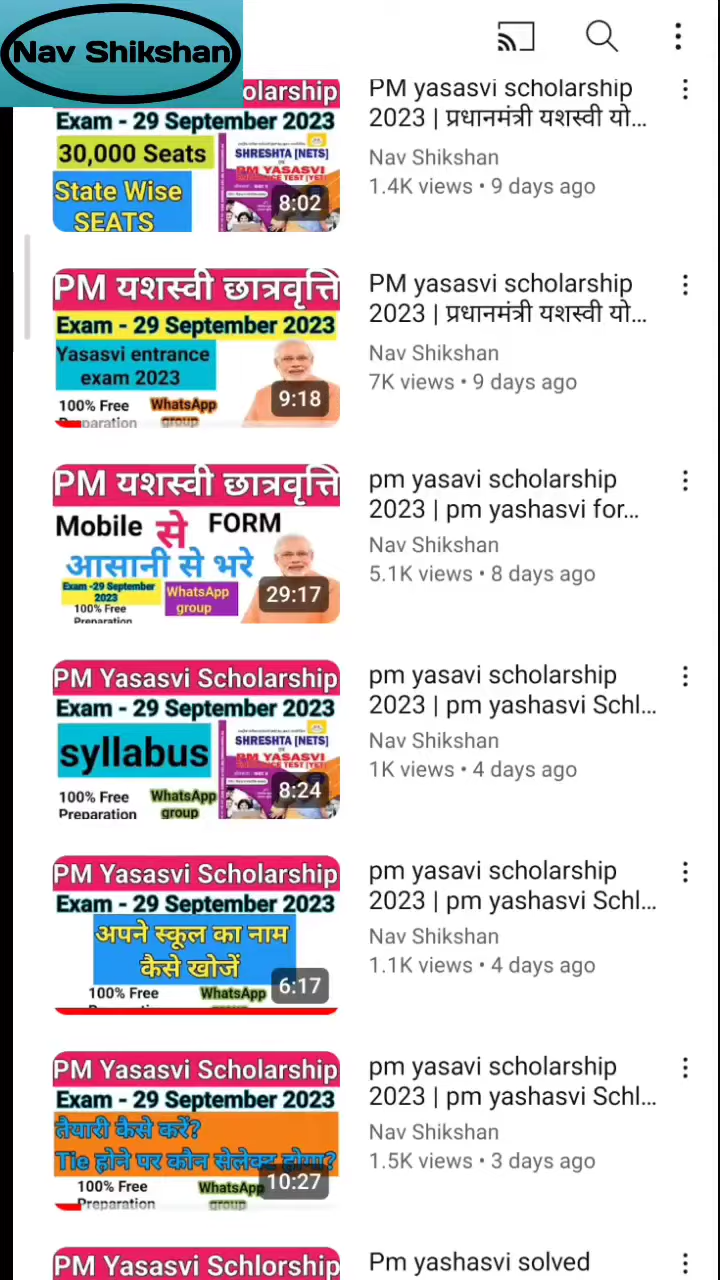 Nav Shikshan
olarship
Exam - 29 September 2023
30,000 Seats
State Wise
SEATS
SHRESHTA [NETS]
PM YASASVI
8:02
PM yasasvi scholarship
2023 | प्रधानमंत्री यशस्वी यो...
Nav Shikshan
1.4K views • 9 days ago
PM यशस्वी छात्रवृत्ति
Exam - 29 September 2023
Yasasvi entrance
exam 2023
100% Free
Preparation
WhatsApp
group
9:18
PM yasasvi scholarship
2023 | प्रधानमंत्री यशस्वी यो...
Nav Shikshan
7K views • 9 days ago
PM यशस्वी छात्रवृत्ति
Mobile से FORM
आसानी से भरे
Exam -29 September
2023
100% Free
Preparation
WhatsApp
group
29:17
pm yasavi scholarship
2023 | pm yashasvi for...
Nav Shikshan
5.1K views • 8 days ago
PM Yasasvi Scholarship
Exam - 29 September 2023
syllabus
SHRESHTA [NETS]
PM YASASVI
100% Free
Preparation
WhatsApp
group
8:24
pm yasavi scholarship
2023 | pm yashasvi Schl...
Nav Shikshan
1K views • 4 days ago
PM Yasasvi Scholarship
Exam - 29 September 2023
अपने स्कूल का नाम
कैसे खोजें
100% Free
WhatsApp
6:17
pm yasavi scholarship
2023 | pm yashasvi Schl...
Nav Shikshan
1.1K views • 4 days ago
PM Yasasvi Scholarship
Exam - 29 September 2023
तैयारी कैसे करें?
Tie होने पर कौन सेलेक्ट होगा?
100% Free
Preparation
WhatsApp
group
10:27
pm yasavi scholarship
2023 | pm yashasvi Schl...
Nav Shikshan
1.5K views • 3 days ago
PM Yasasvi Schlorship
Pm yashasvi solved